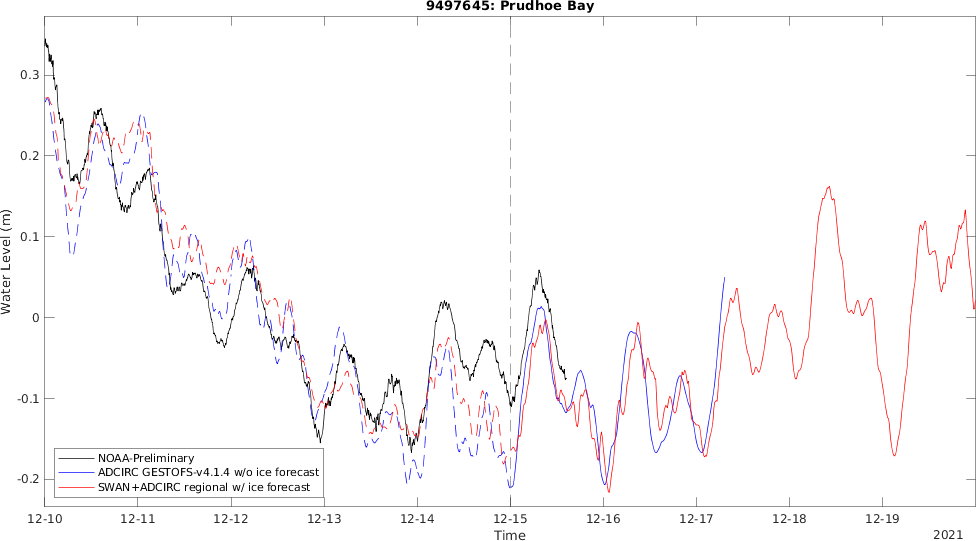 9497645: Prudhoe Bay
0.3
0.2
0.1
0
-0.1
-0.2
Water Level (m)
NOAA-Preliminary
ADCIRC GESTOFS-v4.1.4 w/o ice forecast
SWAN+ADCIRC regional w/ ice forecast
12-10 12-11 12-12 12-13 12-14 12-15 12-16 12-17 12-18 12-19
Time
2021